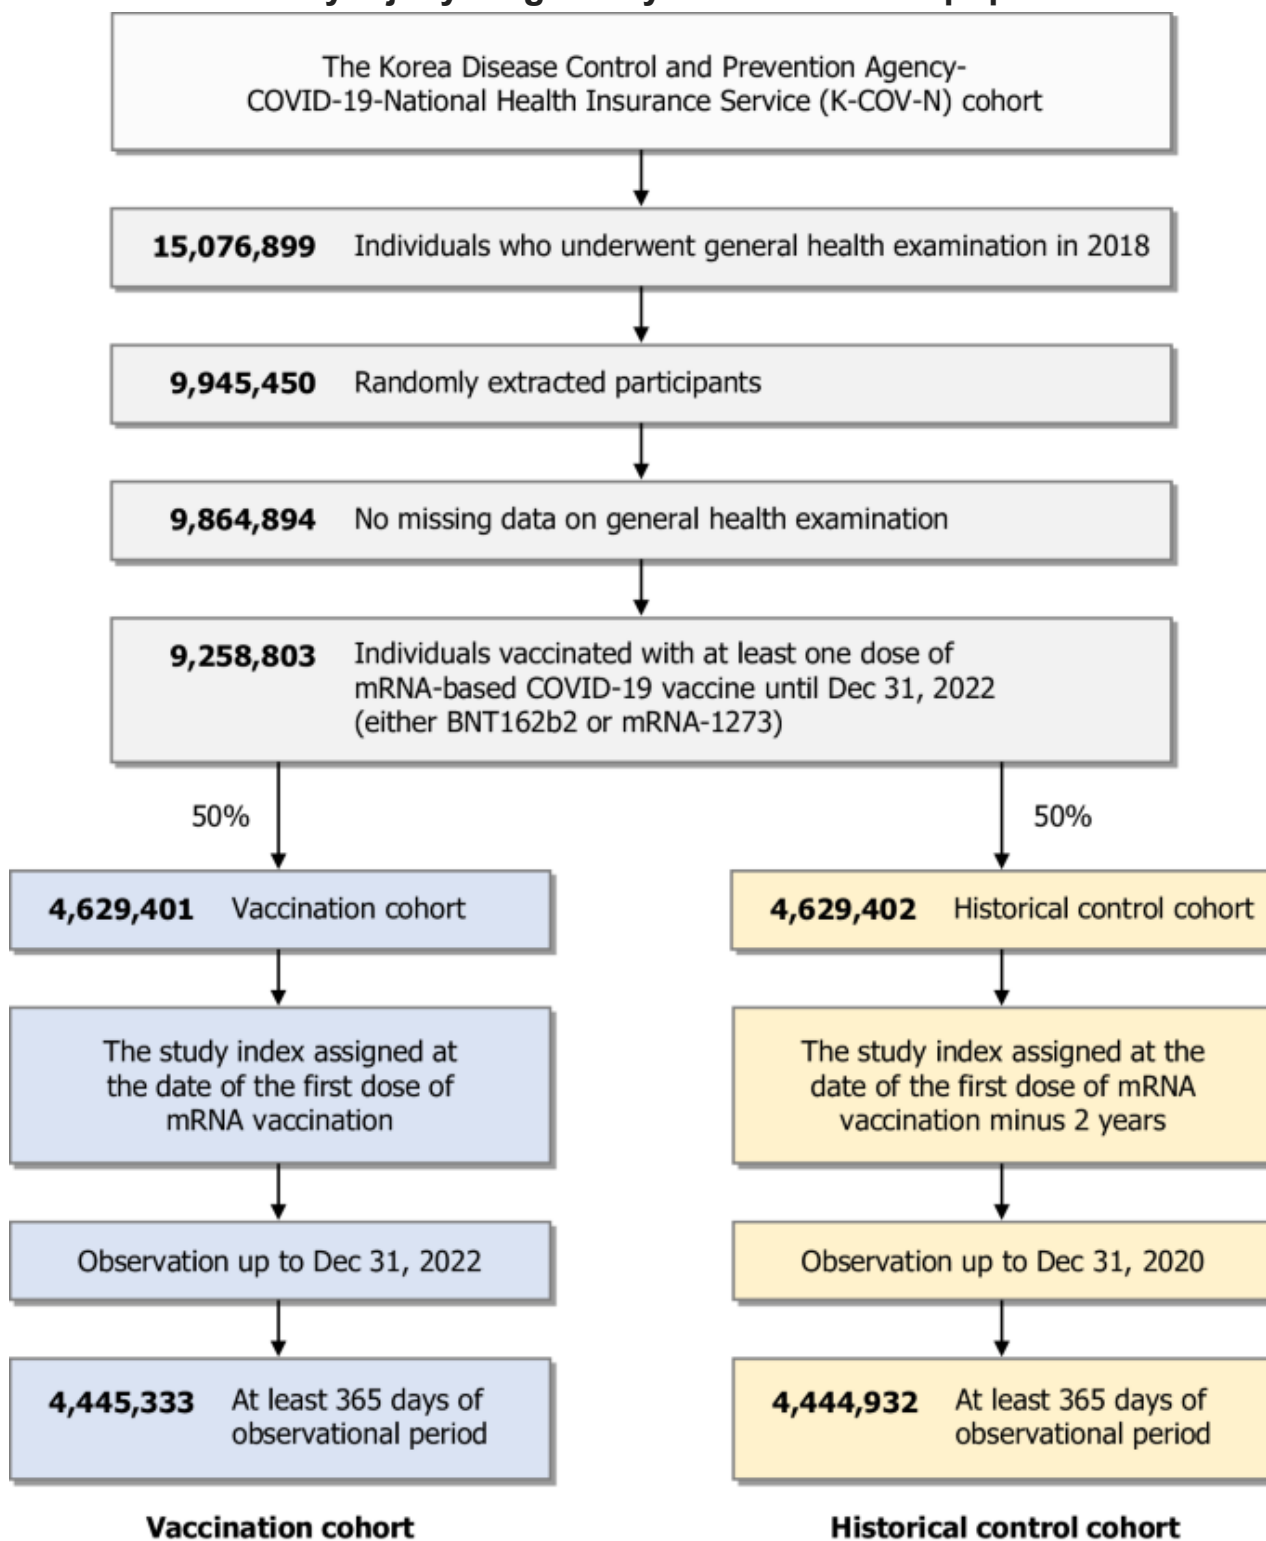 The Korea Disease Control and Prevention Agency-
COVID-19-National Health Insurance Service (K-COV-N) cohort
15,076,899 Individuals who underwent general health examination in 2018
9,945,450 Randomly extracted participants
9,864,894 No missing data on general health examination
9,258,803 Individuals vaccinated with at least one dose of
mRNA-based COVID-19 vaccine until Dec 31, 2022
(either BNT162b2 or mRNA-1273)
50%
50%
4,629,401 Vaccination cohort
4,629,402 Historical control cohort
The study index assigned at
the date of the first dose of
mRNA vaccination
The study index assigned at the
date of the first dose of mRNA
vaccination minus 2 years
Observation up to Dec 31, 2022
Observation up to Dec 31, 2020
4,445,333 At least 365 days of
observational period
4,444,932 At least 365 days of
observational period
Vaccination cohort
Historical control cohort